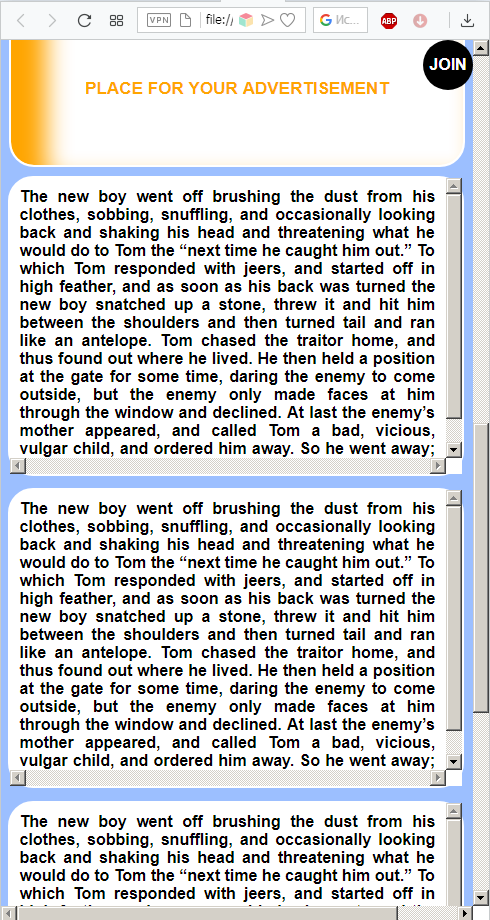 VPN file:// Ис... ABP
JOIN
PLACE FOR YOUR ADVERTISEMENT
The new boy went off brushing the dust from his
clothes, sobbing, snuffling, and occasionally looking
back and shaking his head and threatening what he
would do to Tom the “next time he caught him out.” To
which Tom responded with jeers, and started off in
high feather, and as soon as his back was turned the
new boy snatched up a stone, threw it and hit him
between the shoulders and then turned tail and ran
like an antelope. Tom chased the traitor home, and
thus found out where he lived. He then held a position
at the gate for some time, daring the enemy to come
outside, but the enemy only made faces at him
through the window and declined. At last the enemy’s
mother appeared, and called Tom a bad, vicious,
vulgar child, and ordered him away. So he went away;
The new boy went off brushing the dust from his
clothes, sobbing, snuffling, and occasionally looking
back and shaking his head and threatening what he
would do to Tom the “next time he caught him out.” To
which Tom responded with jeers, and started off in
high feather, and as soon as his back was turned the
new boy snatched up a stone, threw it and hit him
between the shoulders and then turned tail and ran
like an antelope. Tom chased the traitor home, and
thus found out where he lived. He then held a position
at the gate for some time, daring the enemy to come
outside, but the enemy only made faces at him
through the window and declined. At last the enemy’s
mother appeared, and called Tom a bad, vicious,
vulgar child, and ordered him away. So he went away;
The new boy went off brushing the dust from his
clothes, sobbing, snuffling, and occasionally looking
back and shaking his head and threatening what he
would do to Tom the “next time he caught him out.” To
which Tom responded with jeers, and started off in